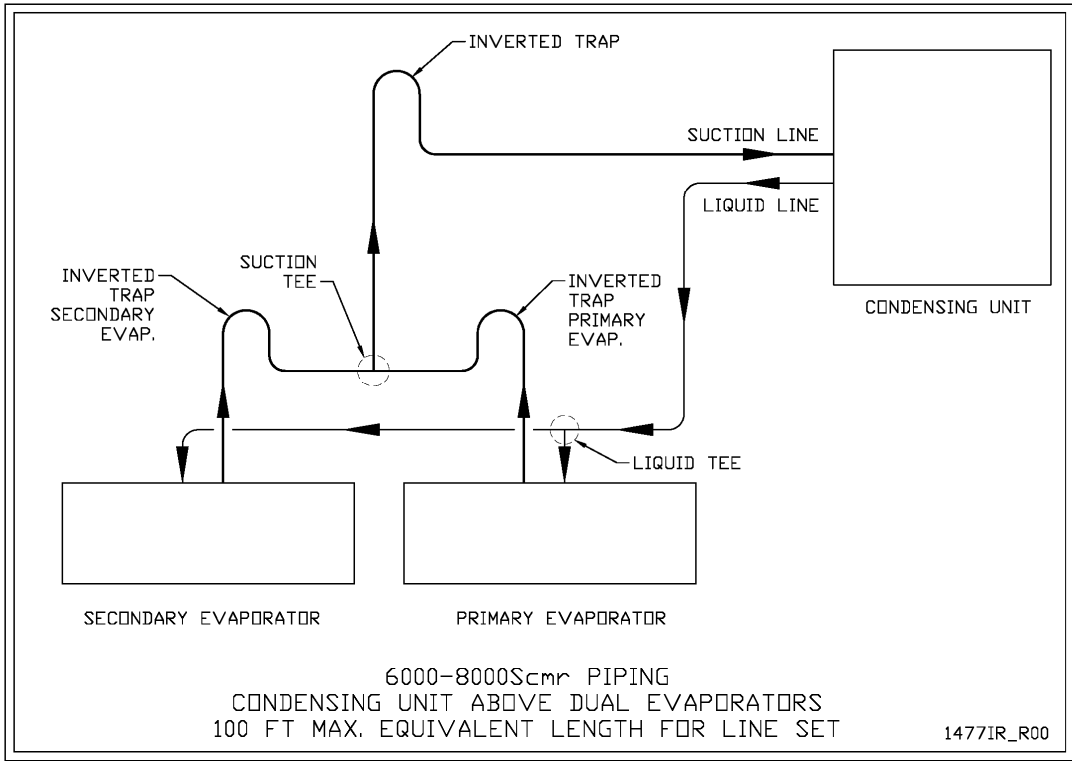 INVERTED TRAP
SUCTION LINE
LIQUID LINE
CONDENSING UNIT
SUCTION
TEE
INVERTED
TRAP
SECONDARY
EVAP.
INVERTED
TRAP
PRIMARY
EVAP.
LIQUID TEE
SECONDARY EVAPORATOR
PRIMARY EVAPORATOR
6000-8000Scmr PIPING
CONDENSING UNIT ABOVE DUAL EVAPORATORS
100 FT MAX. EQUIVALENT LENGTH FOR LINE SET
1477IR_R00